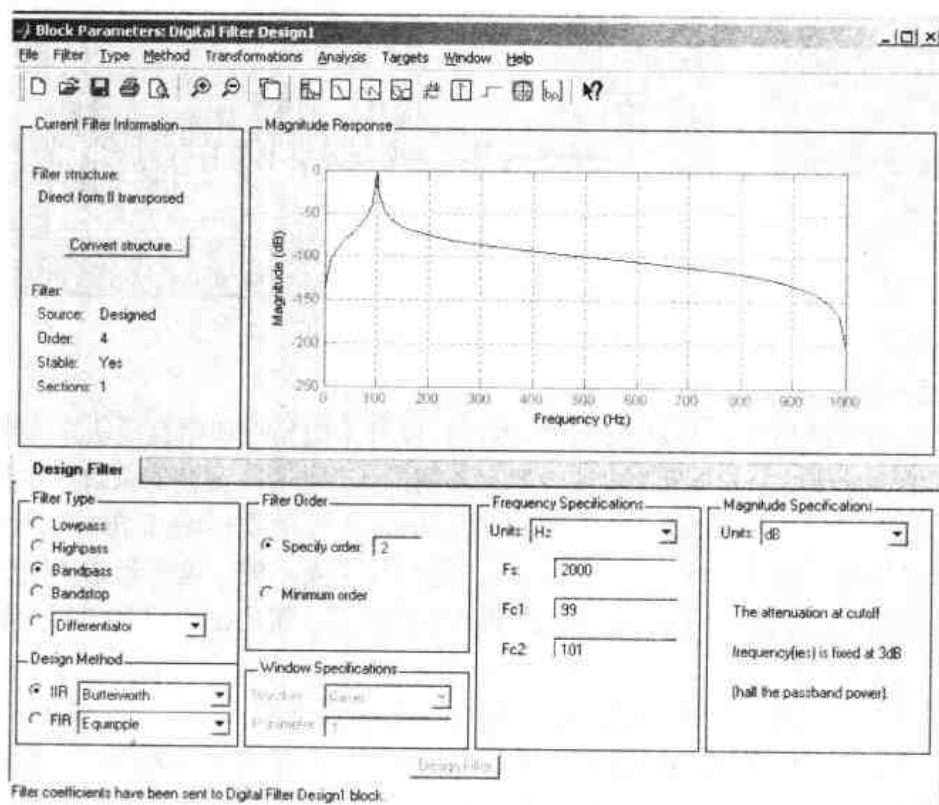 Block Parameters: Digital Filter Design1
File Filter Type Method Transformations Analysis Targets Window Help
Current Filter Information
Filter structure:
Direct form II transposed
Convert structure...
Filter
Source: Designed
Order: 4
Stable: Yes
Sections: 1
Magnitude Response
Magnitude (dB)
-50
-100
-150
-200
-250
0 100 200 300 400 500 600 700 800 900 1000
Frequency (Hz)
Design Filter
Filter Type
Lowpass
Highpass
Bandpass
Bandstop
Differentiator
Design Method
IIR Butterworth
FIR Equiripple
Filter Order
Specify order: 2
Minimum order
Window Specifications
Window:
Parameter:
Frequency Specifications
Units: Hz
Fs: 2000
Fc1: 99
Fc2: 101
Magnitude Specifications
Units: dB
The attenuation at cutoff
frequency(ies) is fixed at 3dB
(half the passband power).
Design Filter
Filter coefficients have been sent to Digital Filter Design1 block.